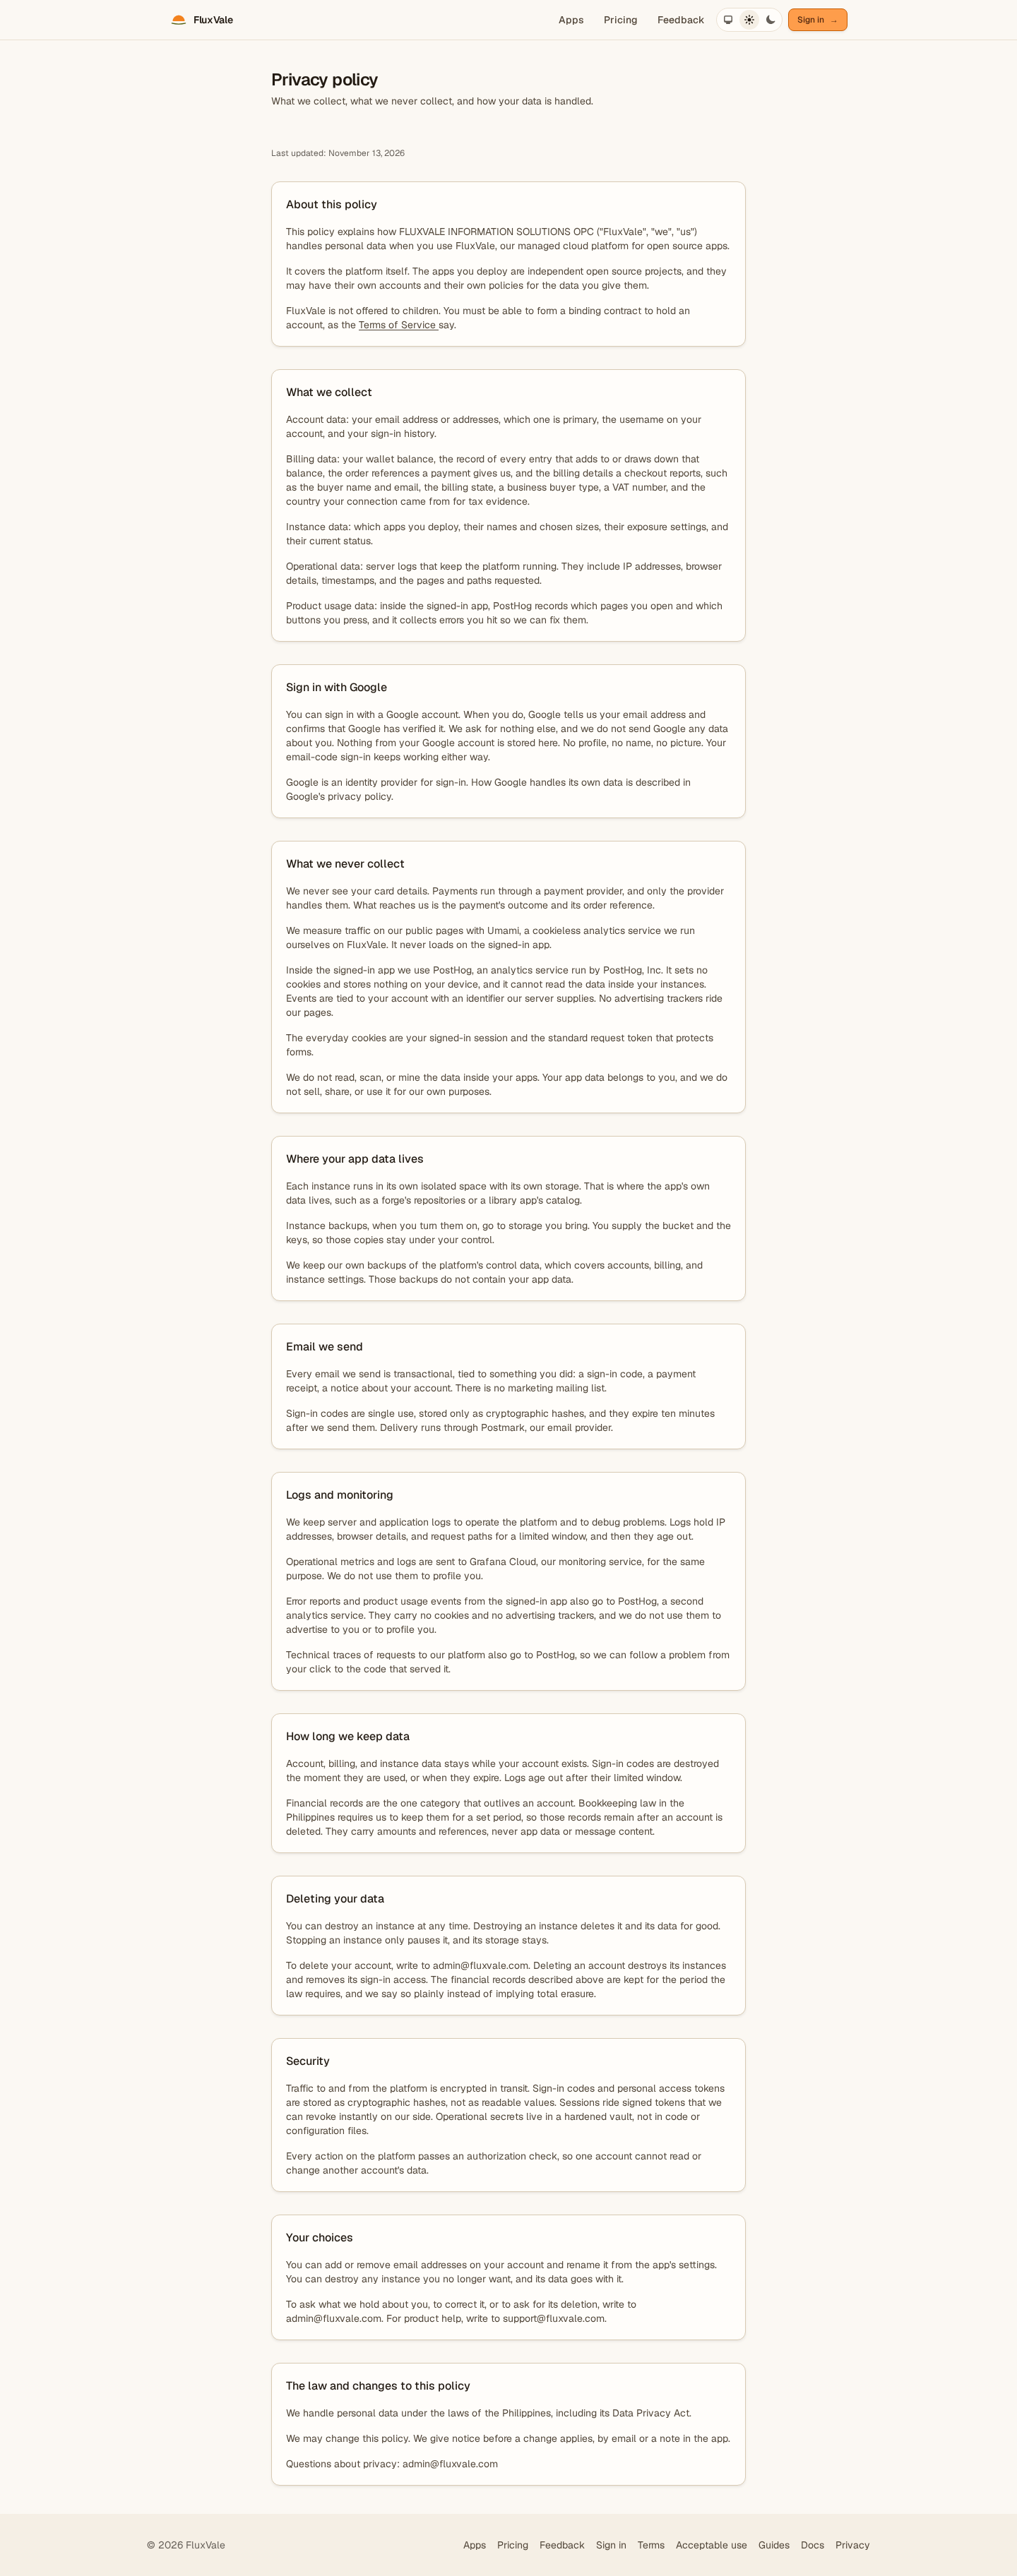 FluxVale
Apps
Pricing
Feedback
Sign in →
Privacy policy
What we collect, what we never collect, and how your data is handled.
Last updated: November 13, 2026
About this policy
This policy explains how FLUXVALE INFORMATION SOLUTIONS OPC ("FluxVale", "we", "us")
handles personal data when you use FluxVale, our managed cloud platform for open source apps.
It covers the platform itself. The apps you deploy are independent open source projects, and they
may have their own accounts and their own policies for the data you give them.
FluxVale is not offered to children. You must be able to form a binding contract to hold an
account, as the Terms of Service say.
What we collect
Account data: your email address or addresses, which one is primary, the username on your
account, and your sign-in history.
Billing data: your wallet balance, the record of every entry that adds to or draws down that
balance, the order references a payment gives us, and the billing details a checkout reports, such
as the buyer name and email, the billing state, a business buyer type, a VAT number, and the
country your connection came from for tax evidence.
Instance data: which apps you deploy, their names and chosen sizes, their exposure settings, and
their current status.
Operational data: server logs that keep the platform running. They include IP addresses, browser
details, timestamps, and the pages and paths requested.
Product usage data: inside the signed-in app, PostHog records which pages you open and which
buttons you press, and it collects errors you hit so we can fix them.
Sign in with Google
You can sign in with a Google account. When you do, Google tells us your email address and
confirms that Google has verified it. We ask for nothing else, and we do not send Google any data
about you. Nothing from your Google account is stored here. No profile, no name, no picture. Your
email-code sign-in keeps working either way.
Google is an identity provider for sign-in. How Google handles its own data is described in
Google's privacy policy.
What we never collect
We never see your card details. Payments run through a payment provider, and only the provider
handles them. What reaches us is the payment's outcome and its order reference.
We measure traffic on our public pages with Umami, a cookieless analytics service we run
ourselves on FluxVale. It never loads on the signed-in app.
Inside the signed-in app we use PostHog, an analytics service run by PostHog, Inc. It sets no
cookies and stores nothing on your device, and it cannot read the data inside your instances.
Events are tied to your account with an identifier our server supplies. No advertising trackers ride
our pages.
The everyday cookies are your signed-in session and the standard request token that protects
forms.
We do not read, scan, or mine the data inside your apps. Your app data belongs to you, and we do
not sell, share, or use it for our own purposes.
Where your app data lives
Each instance runs in its own isolated space with its own storage. That is where the app's own
data lives, such as a forge's repositories or a library app's catalog.
Instance backups, when you turn them on, go to storage you bring. You supply the bucket and the
keys, so those copies stay under your control.
We keep our own backups of the platform's control data, which covers accounts, billing, and
instance settings. Those backups do not contain your app data.
Email we send
Every email we send is transactional, tied to something you did: a sign-in code, a payment
receipt, a notice about your account. There is no marketing mailing list.
Sign-in codes are single use, stored only as cryptographic hashes, and they expire ten minutes
after we send them. Delivery runs through Postmark, our email provider.
Logs and monitoring
We keep server and application logs to operate the platform and to debug problems. Logs hold IP
addresses, browser details, and request paths for a limited window, and then they age out.
Operational metrics and logs are sent to Grafana Cloud, our monitoring service, for the same
purpose. We do not use them to profile you.
Error reports and product usage events from the signed-in app also go to PostHog, a second
analytics service. They carry no cookies and no advertising trackers, and we do not use them to
advertise to you or to profile you.
Technical traces of requests to our platform also go to PostHog, so we can follow a problem from
your click to the code that served it.
How long we keep data
Account, billing, and instance data stays while your account exists. Sign-in codes are destroyed
the moment they are used, or when they expire. Logs age out after their limited window.
Financial records are the one category that outlives an account. Bookkeeping law in the
Philippines requires us to keep them for a set period, so those records remain after an account is
deleted. They carry amounts and references, never app data or message content.
Deleting your data
You can destroy an instance at any time. Destroying an instance deletes it and its data for good.
Stopping an instance only pauses it, and its storage stays.
To delete your account, write to admin@fluxvale.com. Deleting an account destroys its instances
and removes its sign-in access. The financial records described above are kept for the period the
law requires, and we say so plainly instead of implying total erasure.
Security
Traffic to and from the platform is encrypted in transit. Sign-in codes and personal access tokens
are stored as cryptographic hashes, not as readable values. Sessions ride signed tokens that we
can revoke instantly on our side. Operational secrets live in a hardened vault, not in code or
configuration files.
Every action on the platform passes an authorization check, so one account cannot read or
change another account's data.
Your choices
You can add or remove email addresses on your account and rename it from the app's settings.
You can destroy any instance you no longer want, and its data goes with it.
To ask what we hold about you, to correct it, or to ask for its deletion, write to
admin@fluxvale.com. For product help, write to support@fluxvale.com.
The law and changes to this policy
We handle personal data under the laws of the Philippines, including its Data Privacy Act.
We may change this policy. We give notice before a change applies, by email or a note in the app.
Questions about privacy: admin@fluxvale.com
© 2026 FluxVale
Apps
Pricing
Feedback
Sign in
Terms
Acceptable use
Guides
Docs
Privacy